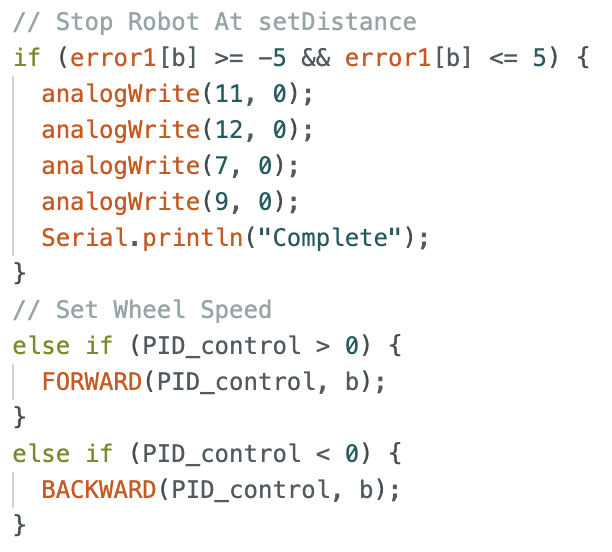 // Stop Robot At setDistance
if (error1[b] >= -5 && error1[b] <= 5) {
  analogWrite(11, 0);
  analogWrite(12, 0);
  analogWrite(7, 0);
  analogWrite(9, 0);
  Serial.println("Complete");
}
// Set Wheel Speed
else if (PID_control > 0) {
  FORWARD(PID_control, b);
}
else if (PID_control < 0) {
  BACKWARD(PID_control, b);
}